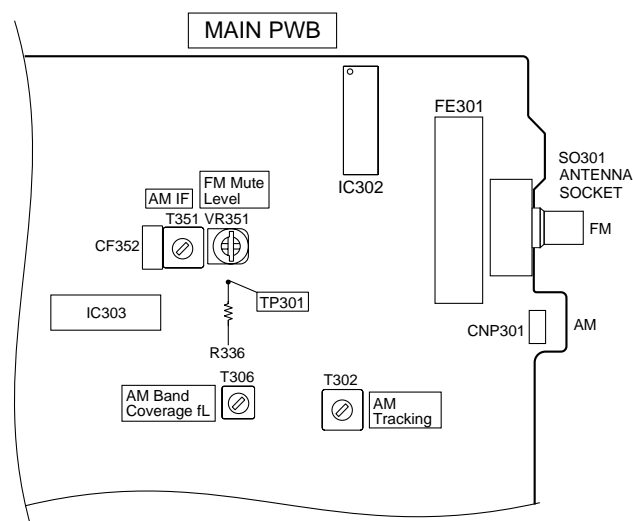 MAIN PWB
FE301
SO301
ANTENNA
SOCKET
IC302
FM Mute
Level
AM IF
T351
VR351
FM
CF352
TP301
IC303
CNP301
AM
R336
T306
T302
AM Band
Coverage fL
AM
Tracking